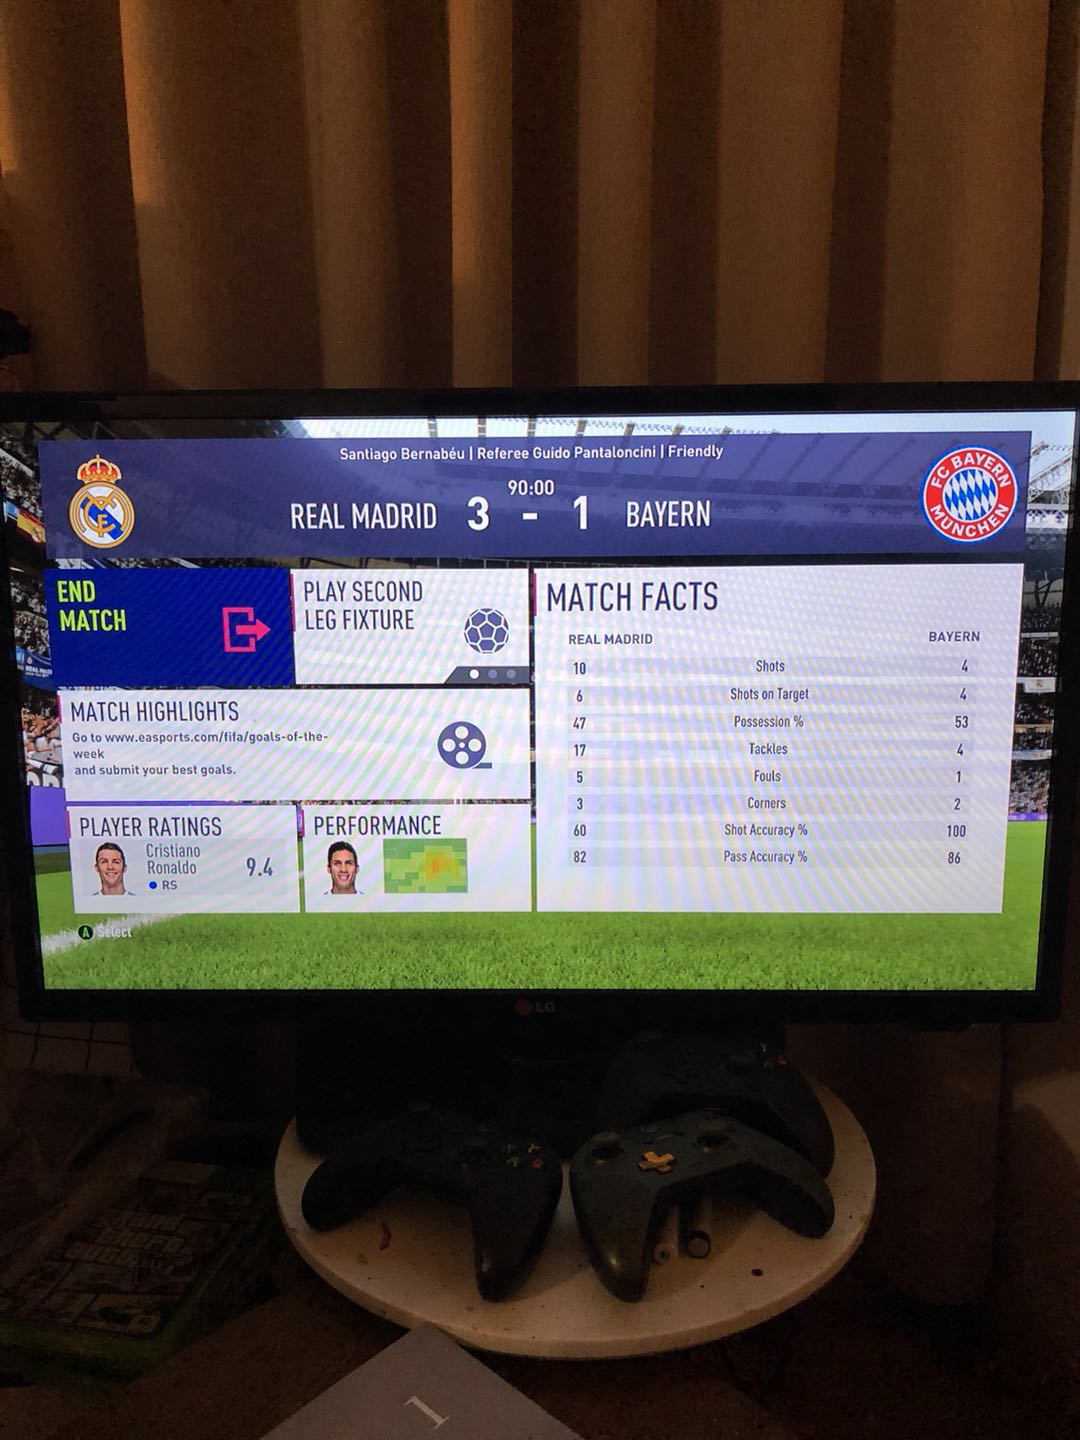 Santiago Bernabéu | Referee Guido Pantaloncini | Friendly
90:00
REAL MADRID 3 - 1 BAYERN
FC BAYERN
MÜNCHEN
END
MATCH
PLAY SECOND
LEG FIXTURE
MATCH HIGHLIGHTS
Go to www.easports.com/fifa/goals-of-the-
week
and submit your best goals.
PLAYER RATINGS
Cristiano
Ronaldo
RS
9.4
PERFORMANCE
MATCH FACTS
REAL MADRID BAYERN
10 Shots 4
6 Shots on Target 4
47 Possession % 53
17 Tackles 4
5 Fouls 1
3 Corners 2
60 Shot Accuracy % 100
82 Pass Accuracy % 86
A Select
LG
1